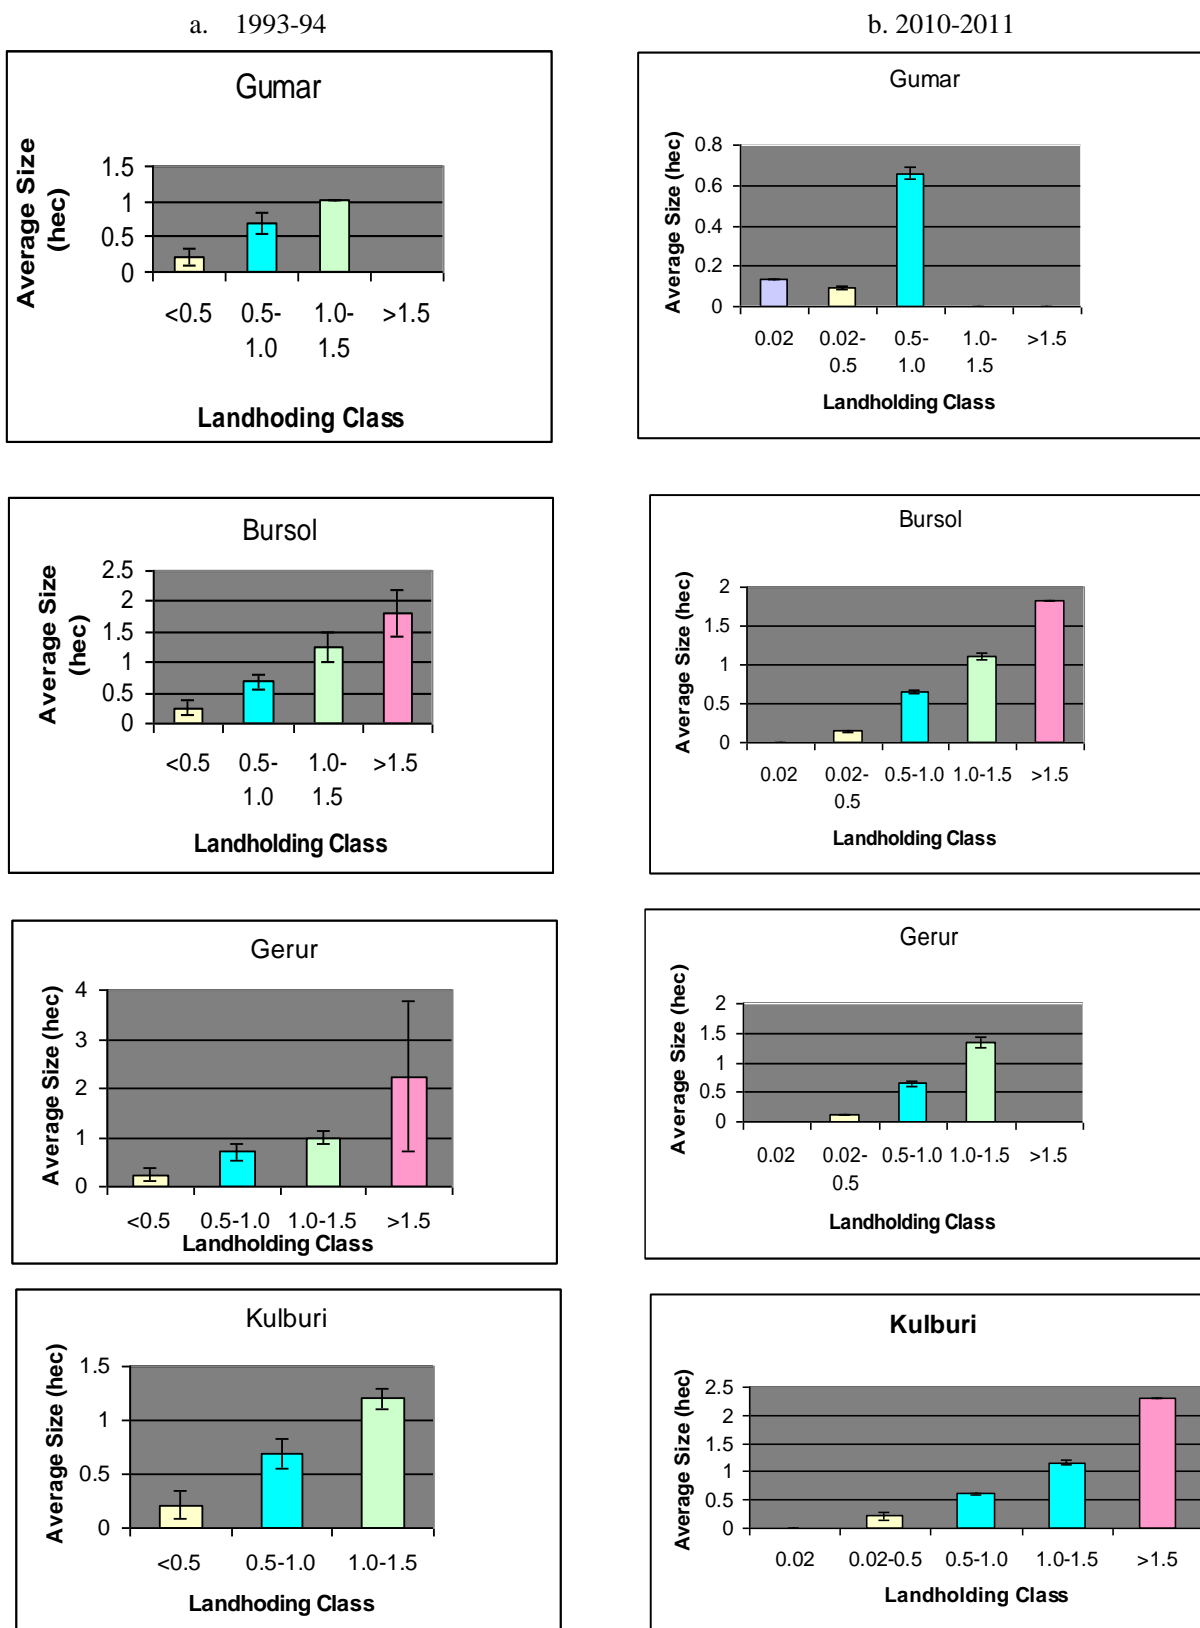 a. 1993-94
b. 2010-2011
Gumar
Average Size
(hec)
1.5
1
0.5
0
<0.5 0.5- 1.0- >1.5
1.0 1.5
Landhoding Class
Gumar
Average Size (hec)
0.8
0.6
0.4
0.2
0
0.02 0.02- 0.5- 1.0- >1.5
0.5 1.0 1.5
Landholding Class
Bursol
Average Size
(hec)
2.5
2
1.5
1
0.5
0
<0.5 0.5- 1.0- >1.5
1.0 1.5
Landholding Class
Bursol
Average Size (hec)
2
1.5
1
0.5
0
0.02 0.02- 0.5-1.0 1.0-1.5 >1.5
0.5
Landholding Class
Gerur
Average Size (hec)
4
3
2
1
0
<0.5 0.5-1.0 1.0-1.5 >1.5
Landholding Class
Gerur
Average Size (hec)
2
1.5
1
0.5
0
0.02 0.02- 0.5-1.0 1.0-1.5 >1.5
0.5
Landholding Class
Kulburi
Average Size (hec)
1.5
1
0.5
0
<0.5 0.5-1.0 1.0-1.5
Landhoding Class
Kulburi
Average Size (hec)
2.5
2
1.5
1
0.5
0
0.02 0.02-0.5 0.5-1.0 1.0-1.5 >1.5
Landholding Class